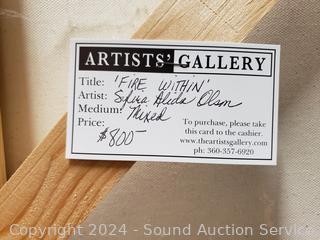 ARTISTS' GALLERY
Title: 'FIRE WITHIN'
Artist: Sylvia Alida Olson
Medium: Mixed
Price: $800-
To purchase, please take
this card to the cashier.
www.theartistsgallery.com
ph: 360-357-6920
Copyright 2024 - Sound Auction Service